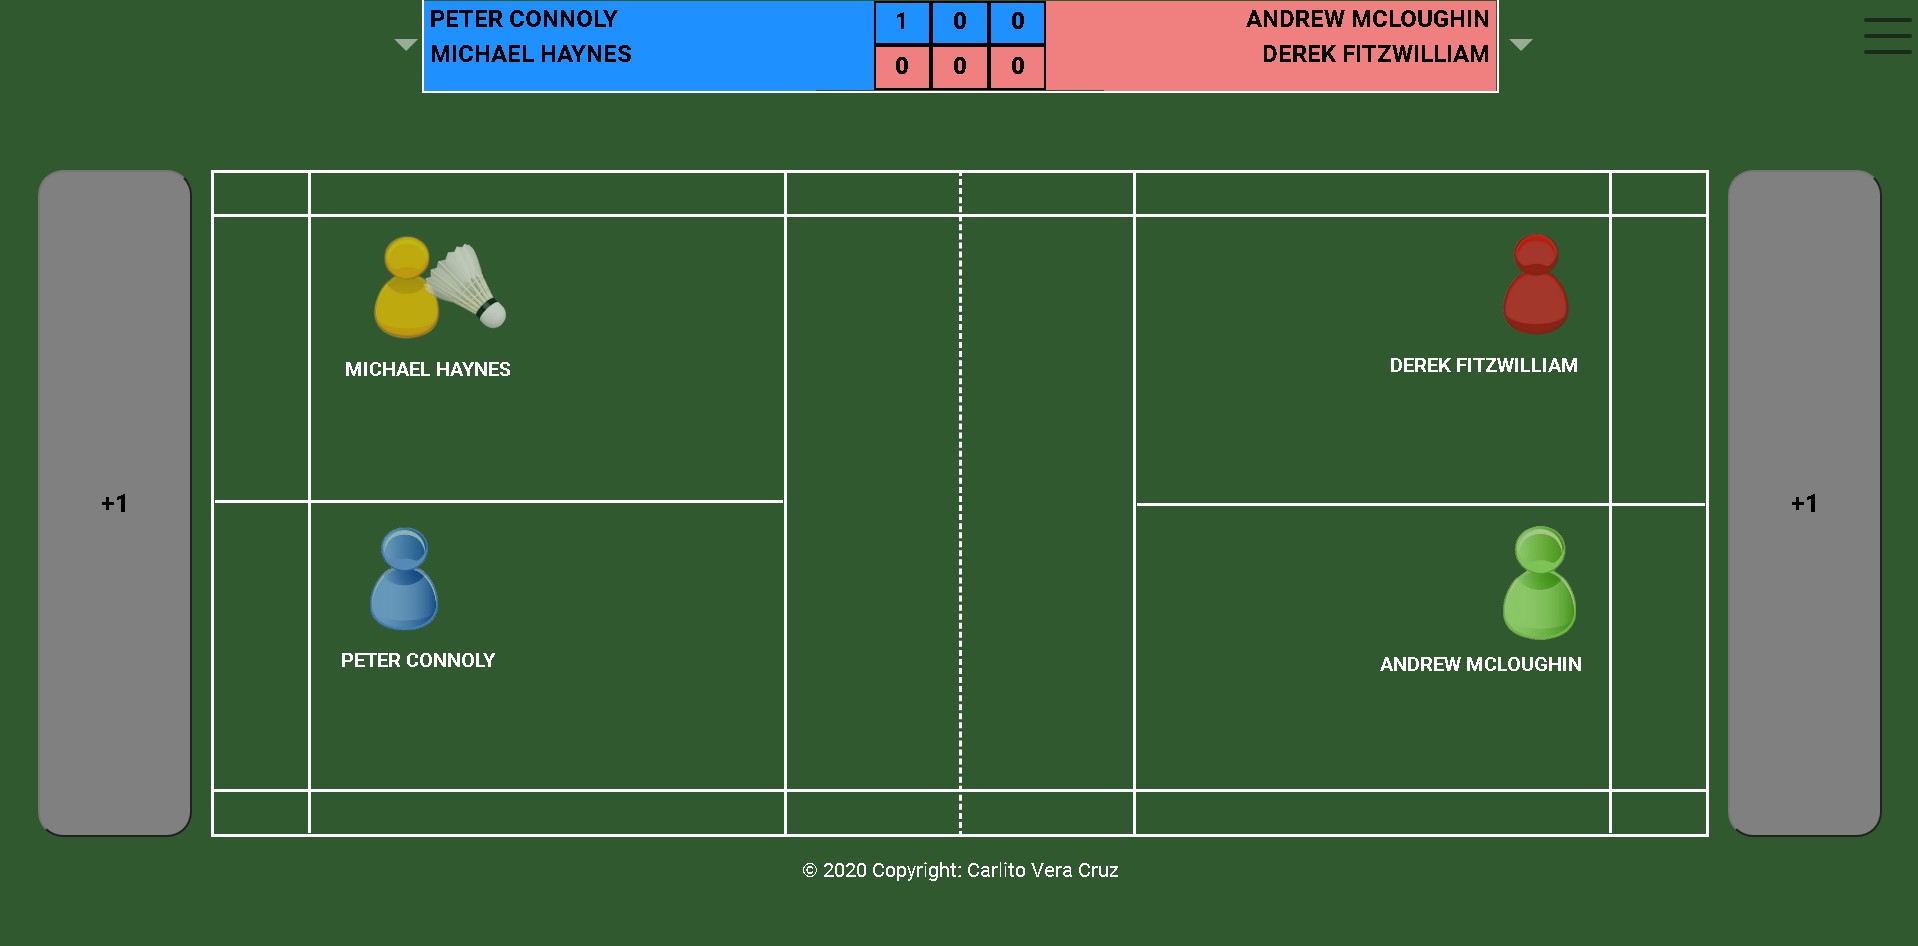 PETER CONNOLY
MICHAEL HAYNES
1 0 0
0 0 0
ANDREW MCLOUGHIN
DEREK FITZWILLIAM
+1
MICHAEL HAYNES
DEREK FITZWILLIAM
PETER CONNOLY
ANDREW MCLOUGHIN
+1
© 2020 Copyright: Carlito Vera Cruz